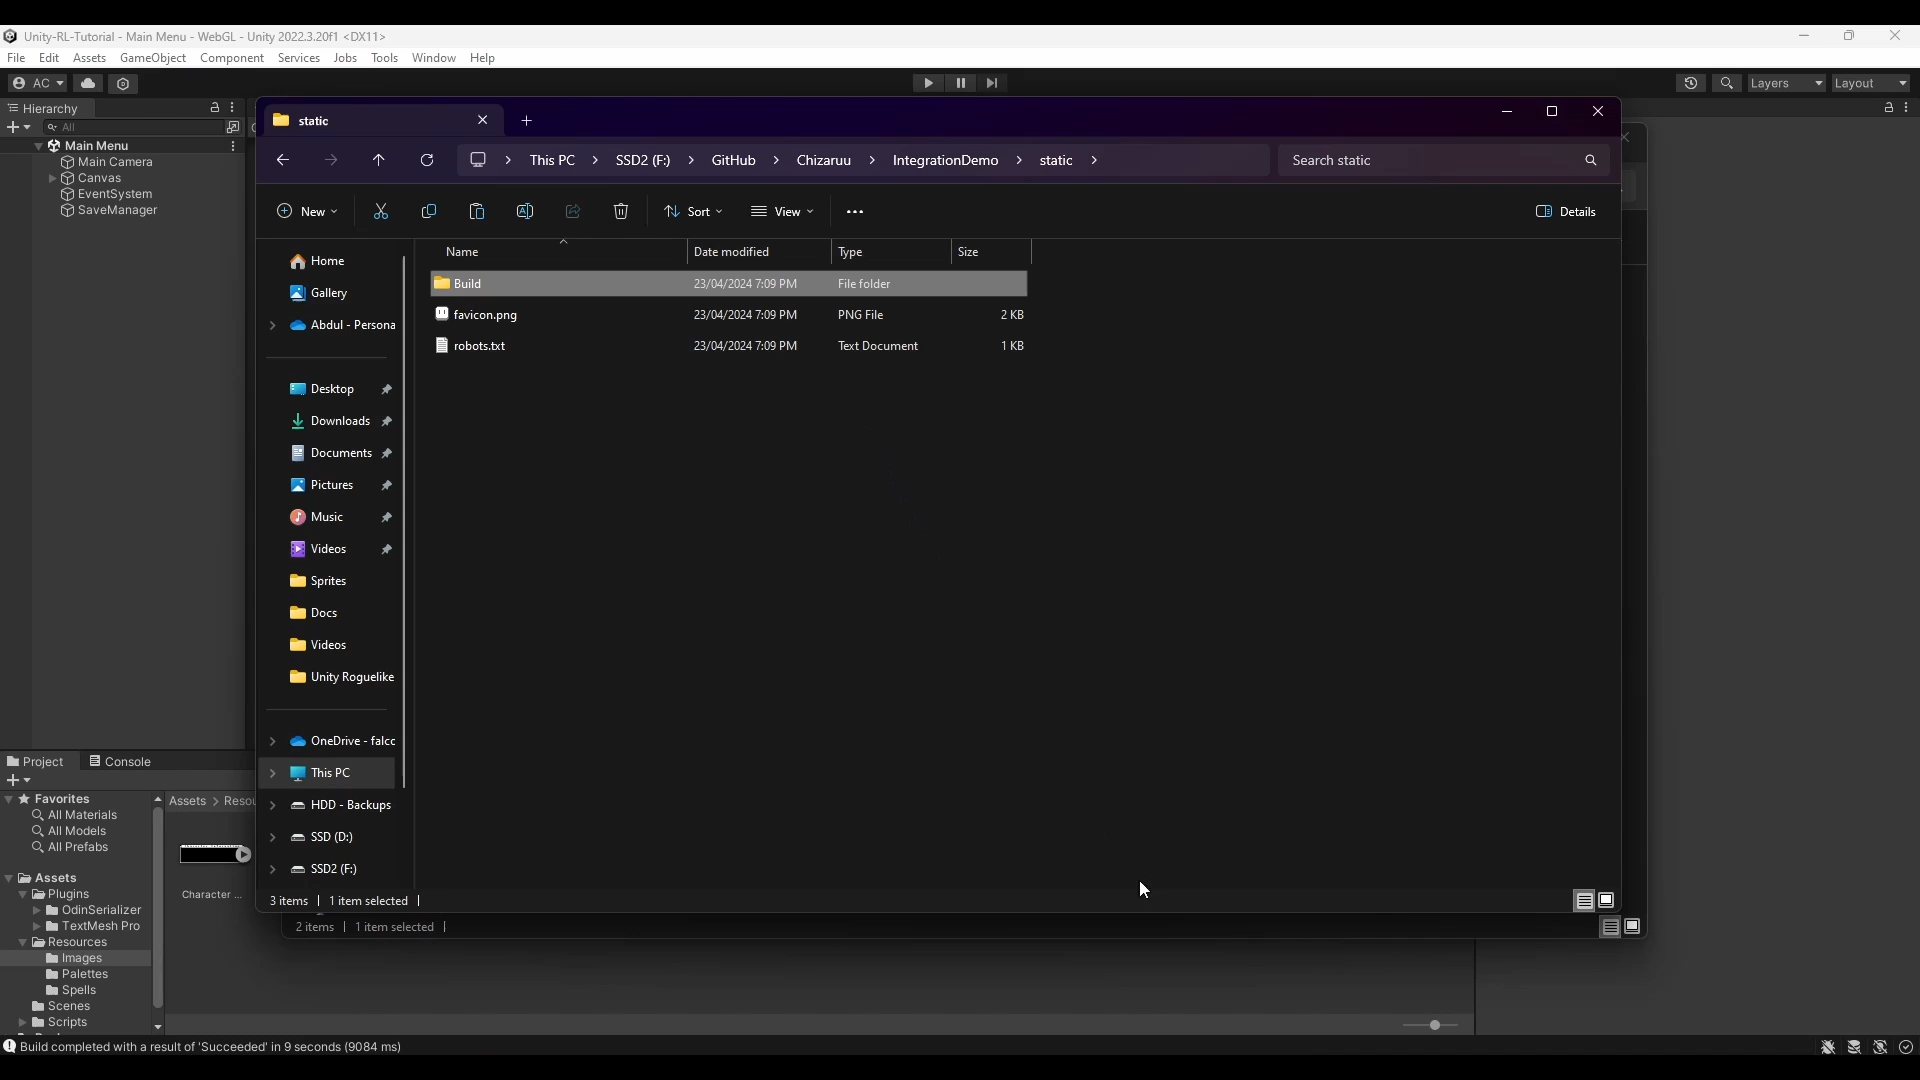 Unity-RL-Tutorial - Main Menu - WebGL - Unity 2022.3.20f1 <DX11>
File Edit Assets GameObject Component Services Jobs Tools Window Help
AC Layers Layout
Hierarchy
All
Main Menu
Main Camera
Canvas
EventSystem
SaveManager
static
This PC SSD2 (F:) GitHub Chizaruu IntegrationDemo static
Search static
New Sort View Details
Name Date modified Type Size
Build 23/04/2024 7:09 PM File folder
favicon.png 23/04/2024 7:09 PM PNG File 2 KB
robots.txt 23/04/2024 7:09 PM Text Document 1 KB
Home
Gallery
Abdul - Persona
Desktop
Downloads
Documents
Pictures
Music
Videos
Sprites
Docs
Videos
Unity Roguelike
OneDrive - falco
This PC
HDD - Backups
SSD (D:)
SSD2 (F:)
3 items 1 item selected
2 items 1 item selected
Project Console
Favorites
All Materials
All Models
All Prefabs
Assets
Plugins
OdinSerializer
TextMesh Pro
Resources
Images
Palettes
Spells
Scenes
Scripts
Assets > Resou
Character ...
Build completed with a result of 'Succeeded' in 9 seconds (9084 ms)